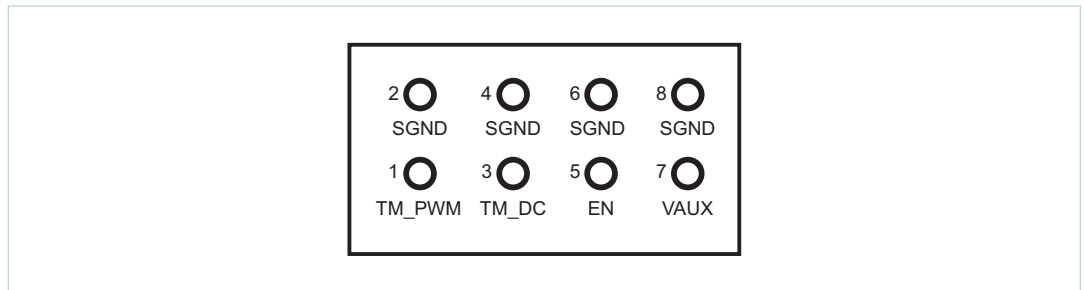 2 4 6 8
SGND SGND SGND SGND
1 3 5 7
TM_PWM TM_DC EN VAUX